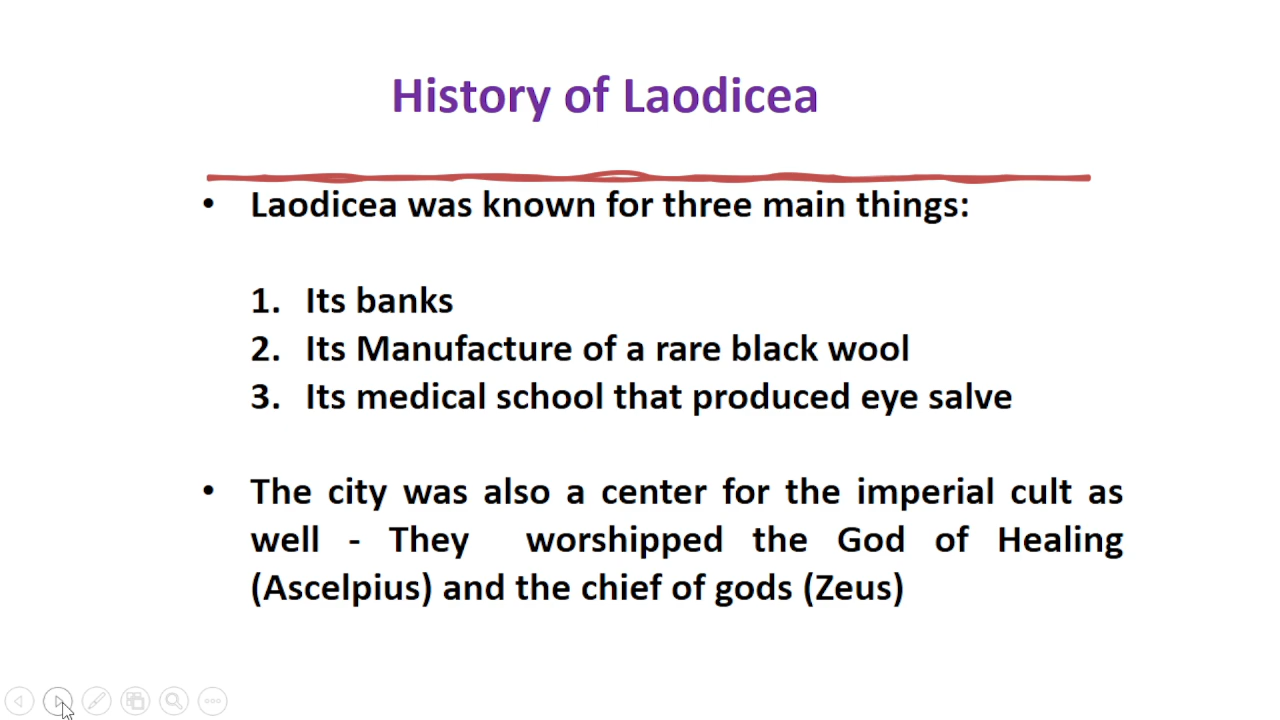 History of Laodicea
• Laodicea was known for three main things:
1. Its banks
2. Its Manufacture of a rare black wool
3. Its medical school that produced eye salve
• The city was also a center for the imperial cult as
well - They worshipped the God of Healing
(Ascelpius) and the chief of gods (Zeus)